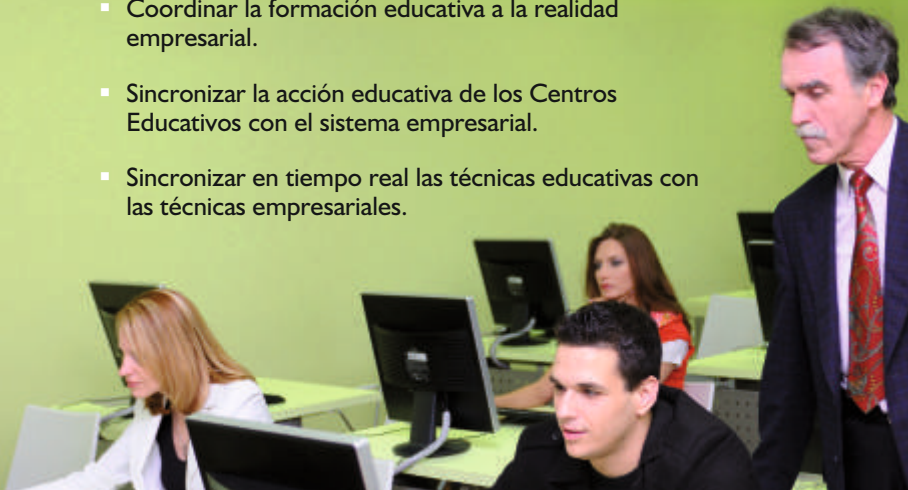 Coordinar la formación educativa a la realidad
empresarial.
Sincronizar la acción educativa de los Centros
Educativos con el sistema empresarial.
Sincronizar en tiempo real las técnicas educativas con
las técnicas empresariales.